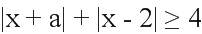 |x + a| + |x - 2| ≥ 4